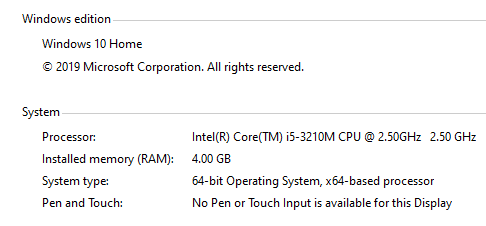 Windows edition
Windows 10 Home
© 2019 Microsoft Corporation. All rights reserved.
System
Processor: Intel(R) Core(TM) i5-3210M CPU @ 2.50GHz 2.50 GHz
Installed memory (RAM): 4.00 GB
System type: 64-bit Operating System, x64-based processor
Pen and Touch: No Pen or Touch Input is available for this Display